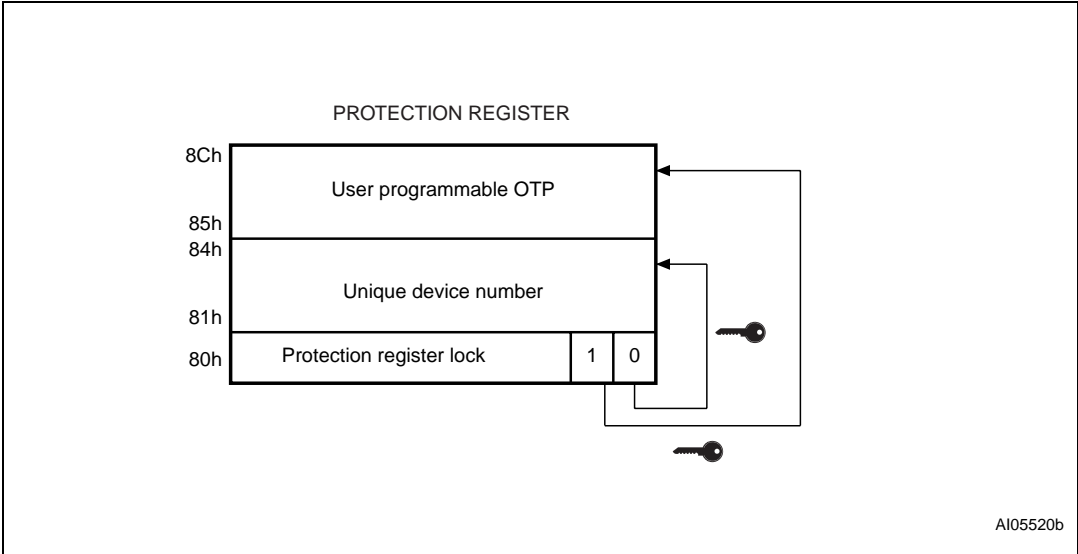 PROTECTION REGISTER
8Ch
User programmable OTP
85h
84h
Unique device number
81h
80h Protection register lock 1 0
AI05520b